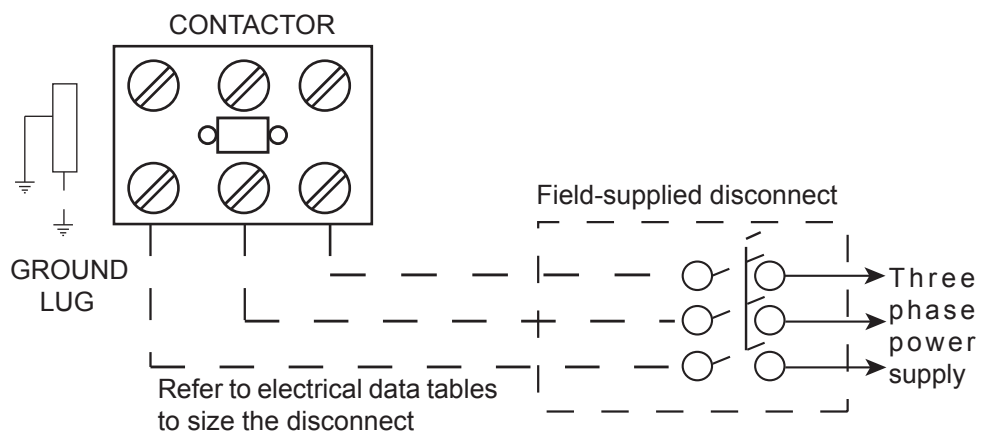 CONTACTOR
GROUND
LUG
Field-supplied disconnect
Three
phase
power
supply
Refer to electrical data tables
to size the disconnect